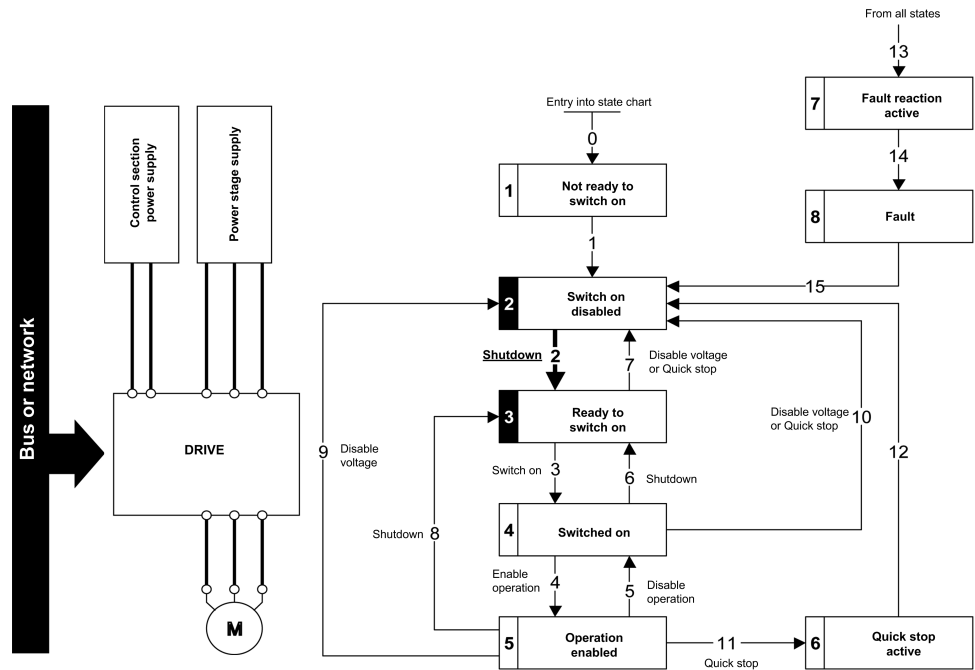 From all states
13
7
Fault reaction
active
14
8
Fault
15
Entry into state chart
0
1
Not ready to
switch on
1
2
Switch on
disabled
Shutdown
2
7
Disable voltage
or Quick stop
3
Ready to
switch on
Switch on
3
6
Shutdown
4
Switched on
Enable
operation
4
5
Disable
operation
5
Operation
enabled
11
Quick stop
6
Quick stop
active
Disable voltage
or Quick stop
10
12
9
Disable
voltage
Shutdown
8
Bus or network
Control section
power supply
Power stage supply
DRIVE
M